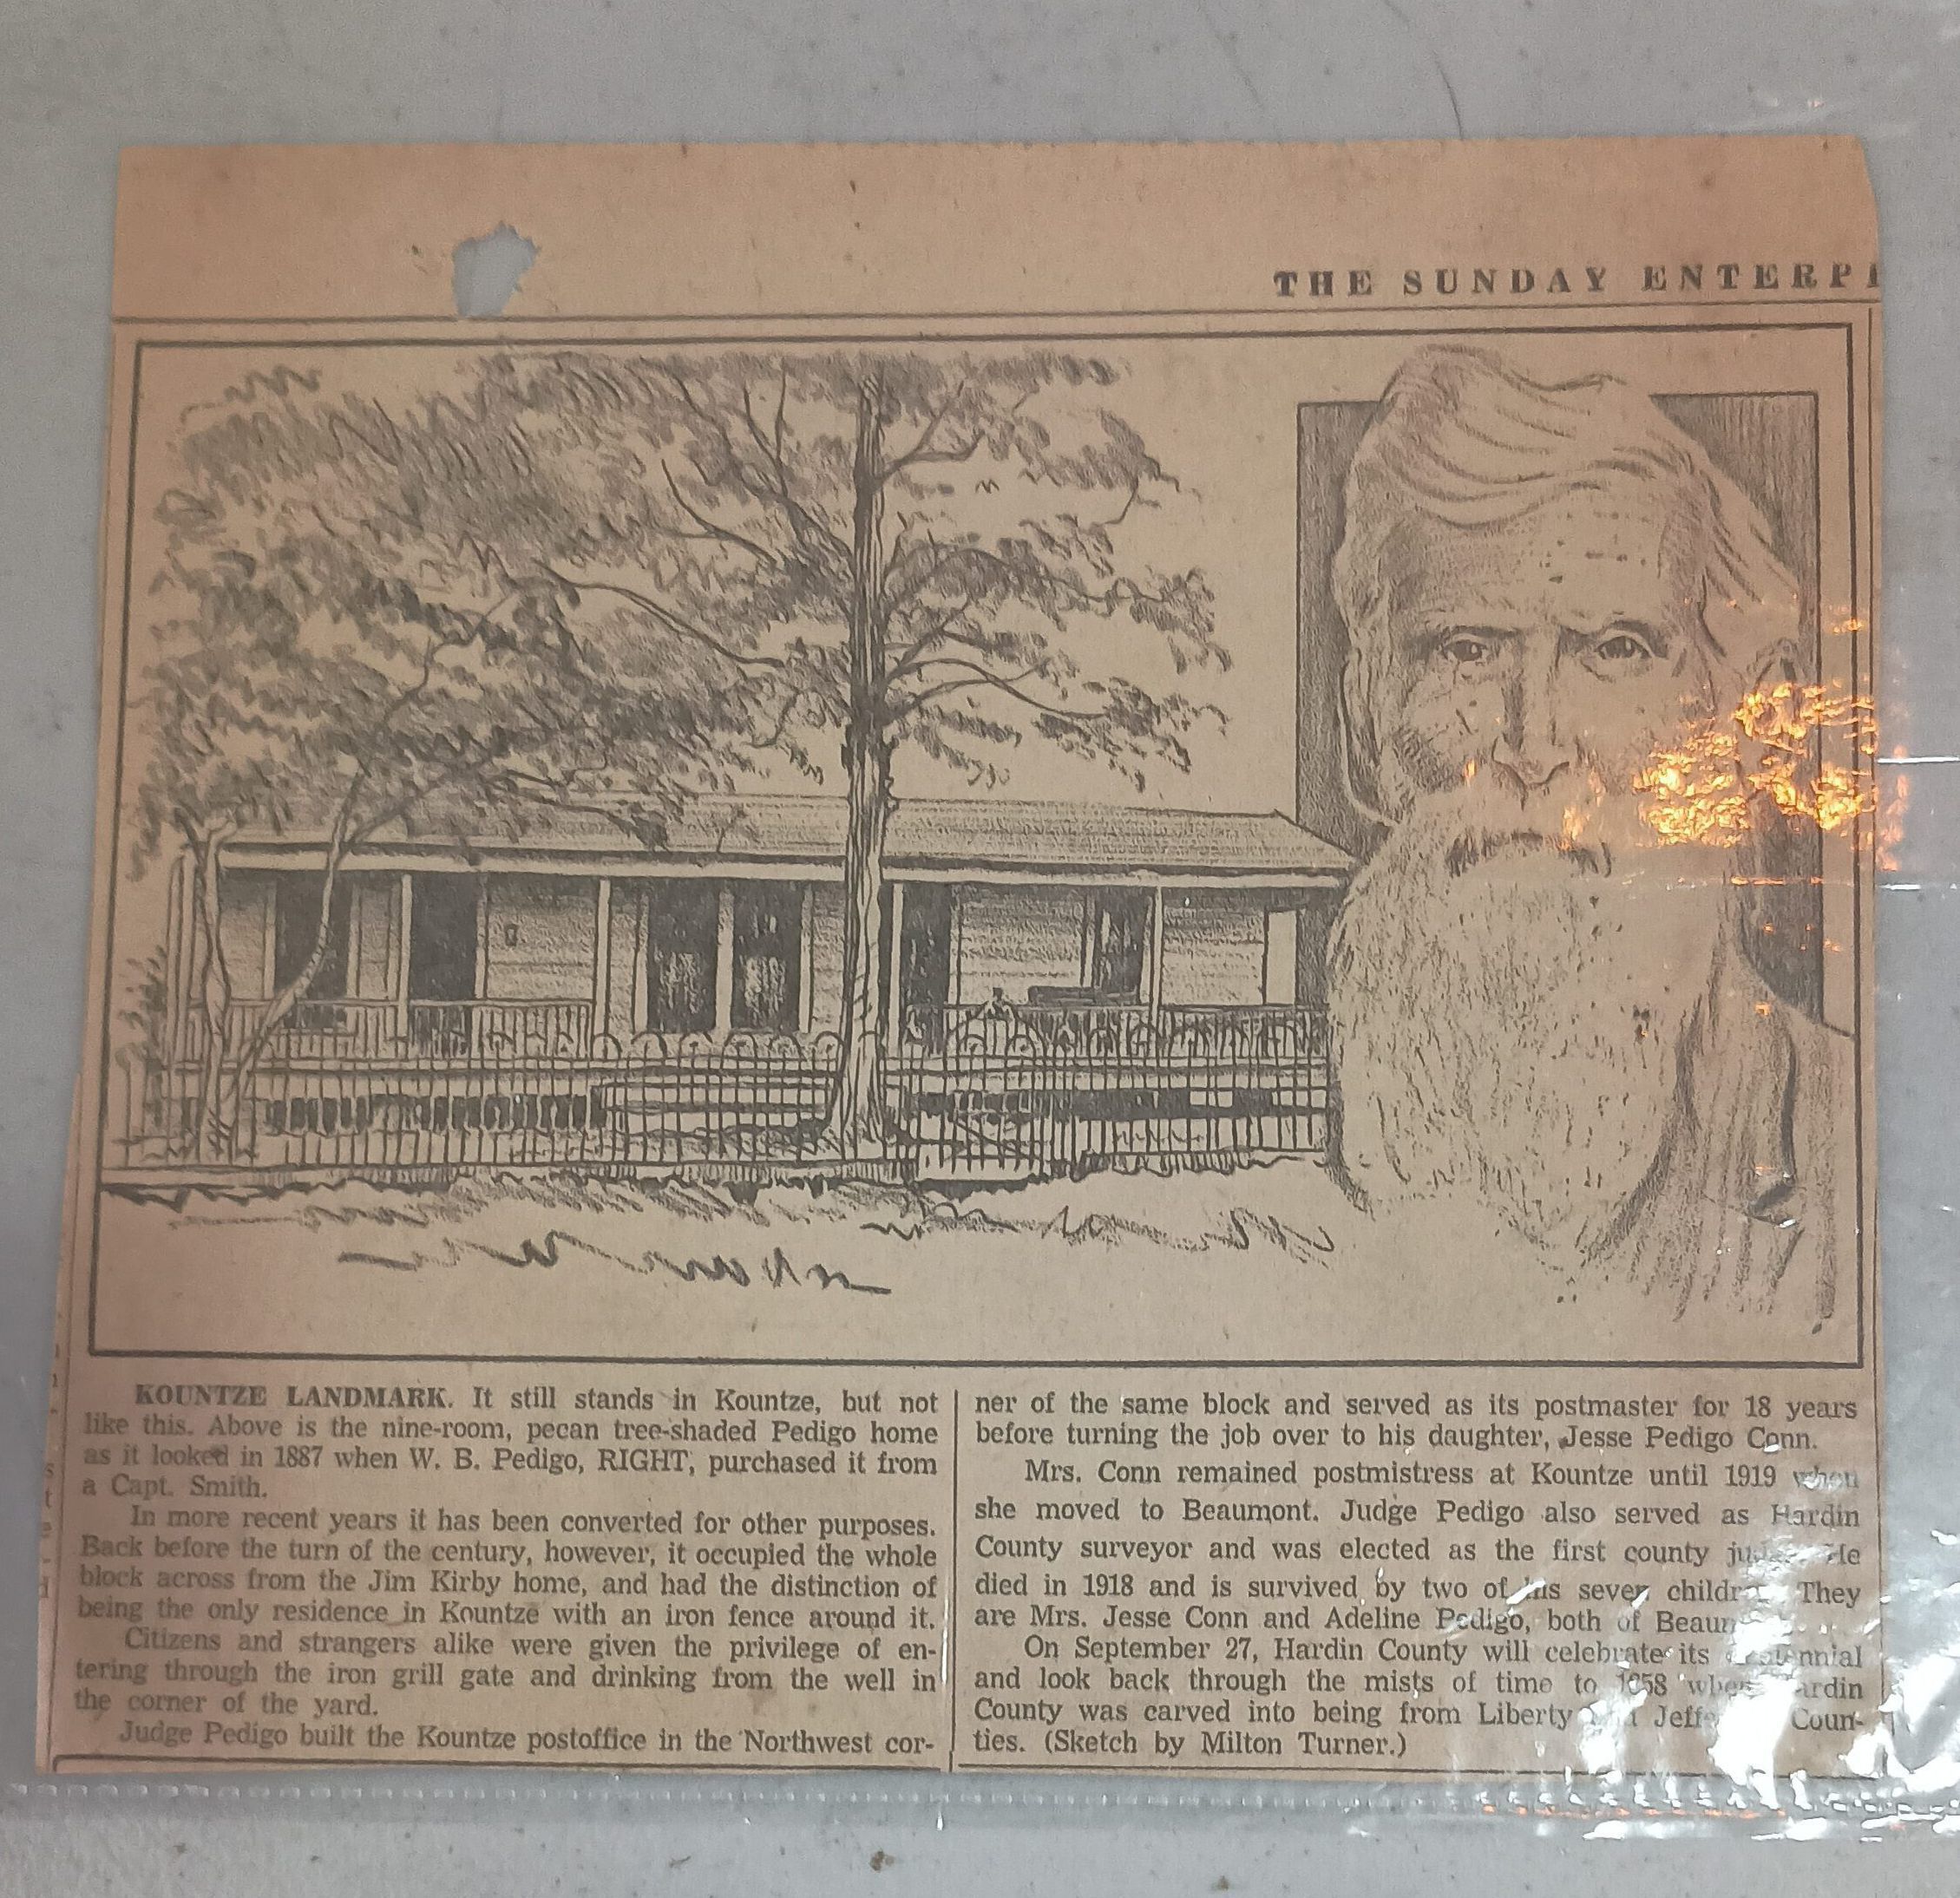 THE SUNDAY ENTERP
KOUNTZE LANDMARK. It still stands in Kountze, but not
like this. Above is the nine-room, pecan tree-shaded Pedigo home
as it looked in 1887 when W. B. Pedigo, RIGHT, purchased it from
a Capt. Smith.
In more recent years it has been converted for other purposes.
Back before the turn of the century, however, it occupied the whole
block across from the Jim Kirby home, and had the distinction of
being the only residence in Kountze with an iron fence around it.
Citizens and strangers alike were given the privilege of en-
tering through the iron grill gate and drinking from the well in
the corner of the yard.
Judge Pedigo built the Kountze postoffice in the Northwest cor-
ner of the same block and served as its postmaster for 18 years
before turning the job over to his daughter, Jesse Pedigo Conn.
Mrs. Conn remained postmistress at Kountze until 1919 when
she moved to Beaumont. Judge Pedigo also served as Hardin
County surveyor and was elected as the first county He
died in 1918 and is survived by two of his seven They
are Mrs. Jesse Conn and Adeline Pedigo, both of
On September 27, Hardin County will celebrate its
and look back through the mists of time to 1858 when Hardin
County was carved into being from Liberty Coun-
ties. (Sketch by Milton Turner.)